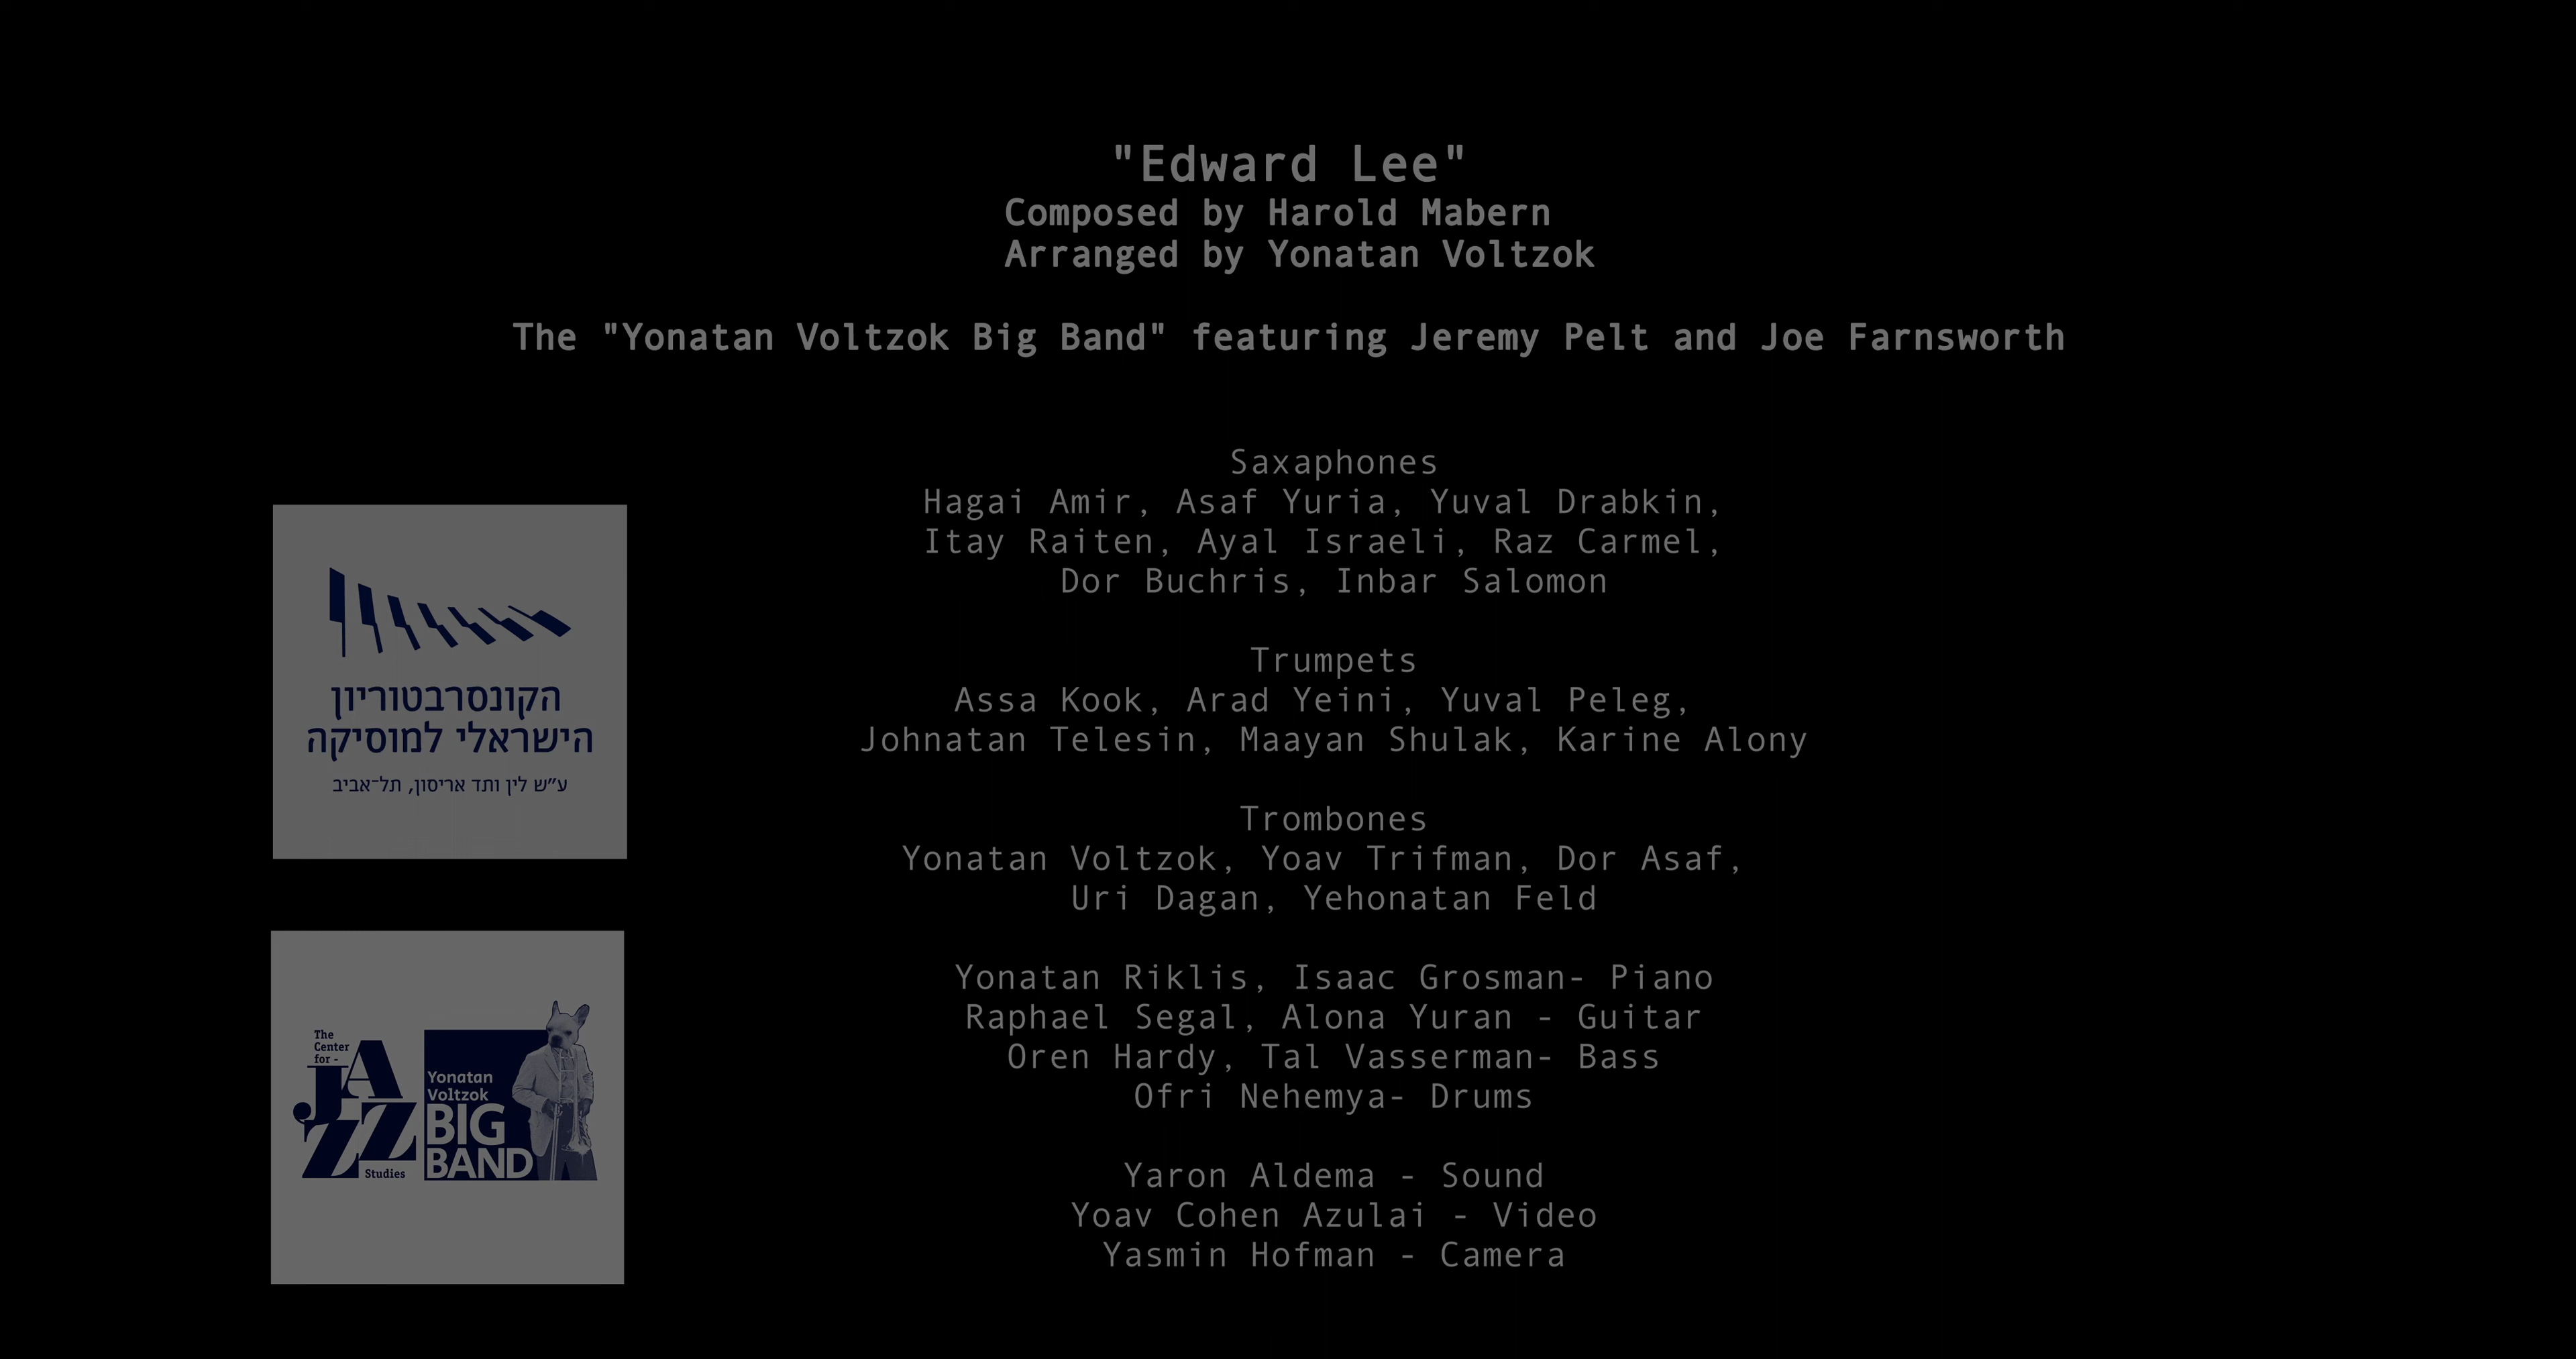 "Edward Lee"
Composed by Harold Mabern
Arranged by Yonatan Voltzok
The "Yonatan Voltzok Big Band" featuring Jeremy Pelt and Joe Farnsworth
Saxaphones
Hagai Amir, Asaf Yuria, Yuval Drabkin,
Itay Raiten, Ayal Israeli, Raz Carmel,
Dor Buchris, Inbar Salomon
Trumpets
Assa Kook, Arad Yeini, Yuval Peleg,
Johnatan Telesin, Maayan Shulak, Karine Alony
Trombones
Yonatan Voltzok, Yoav Trifman, Dor Asaf,
Uri Dagan, Yehonatan Feld
Yonatan Riklis, Isaac Grosman- Piano
Raphael Segal, Alona Yuran - Guitar
Oren Hardy, Tal Vasserman- Bass
Ofri Nehemya- Drums
Yaron Aldema - Sound
Yoav Cohen Azulai - Video
Yasmin Hofman - Camera
הקונסרבטוריון
הישראלי למוסיקה
ע״ש לין ותד אריסון, תל־אביב
The
Center
for -
JAZZ
Studies
Yonatan
Voltzok
BIG
BAND